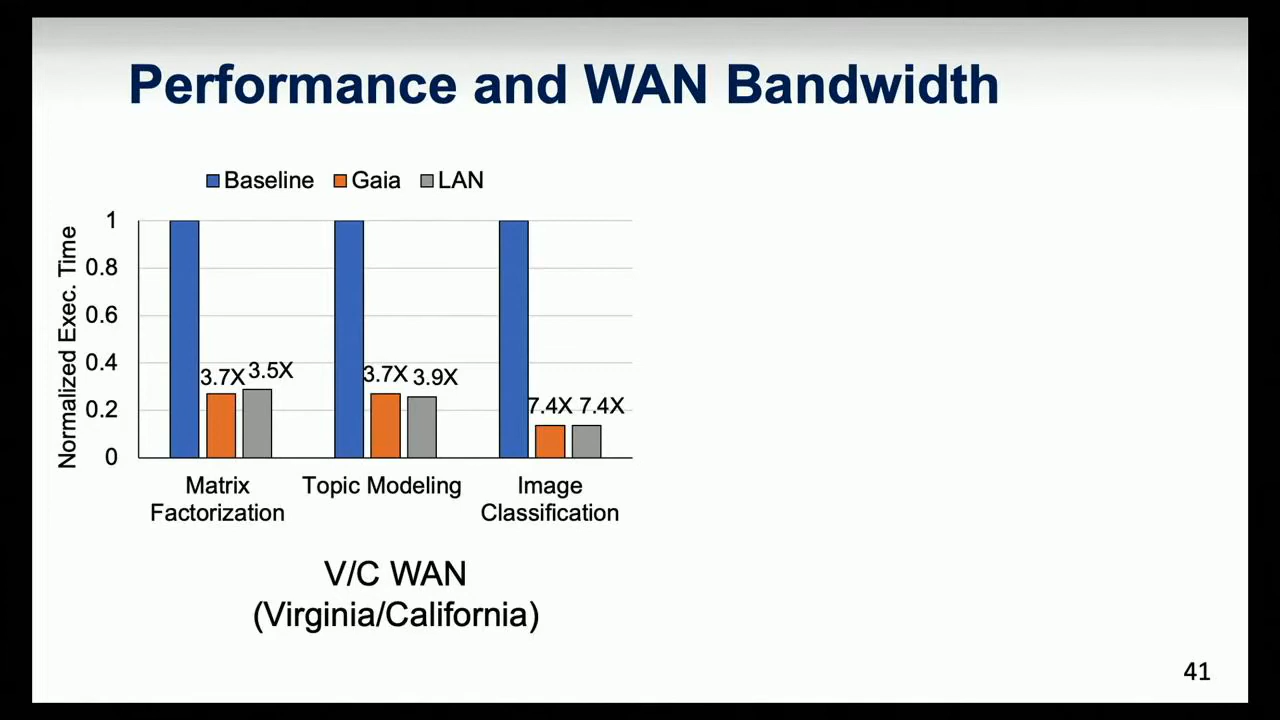 Performance and WAN Bandwidth
Baseline Gaia LAN
Normalized Exec. Time
1
0.8
0.6
0.4
0.2
0
3.7X 3.5X
3.7X 3.9X
7.4X 7.4X
Matrix
Factorization
Topic Modeling
Image
Classification
V/C WAN
(Virginia/California)
41